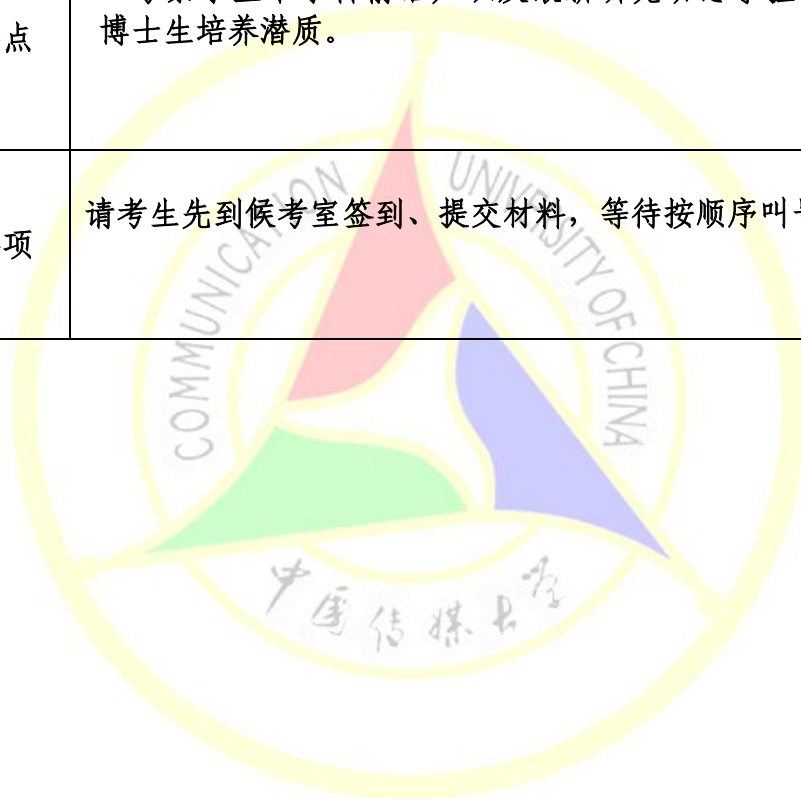 点
博士生培养潜质。
项
请考生先到候考室签到、提交材料，等待按顺序叫
COMMUNICATION UNIVERSITY OF CHINA
中国传媒大学